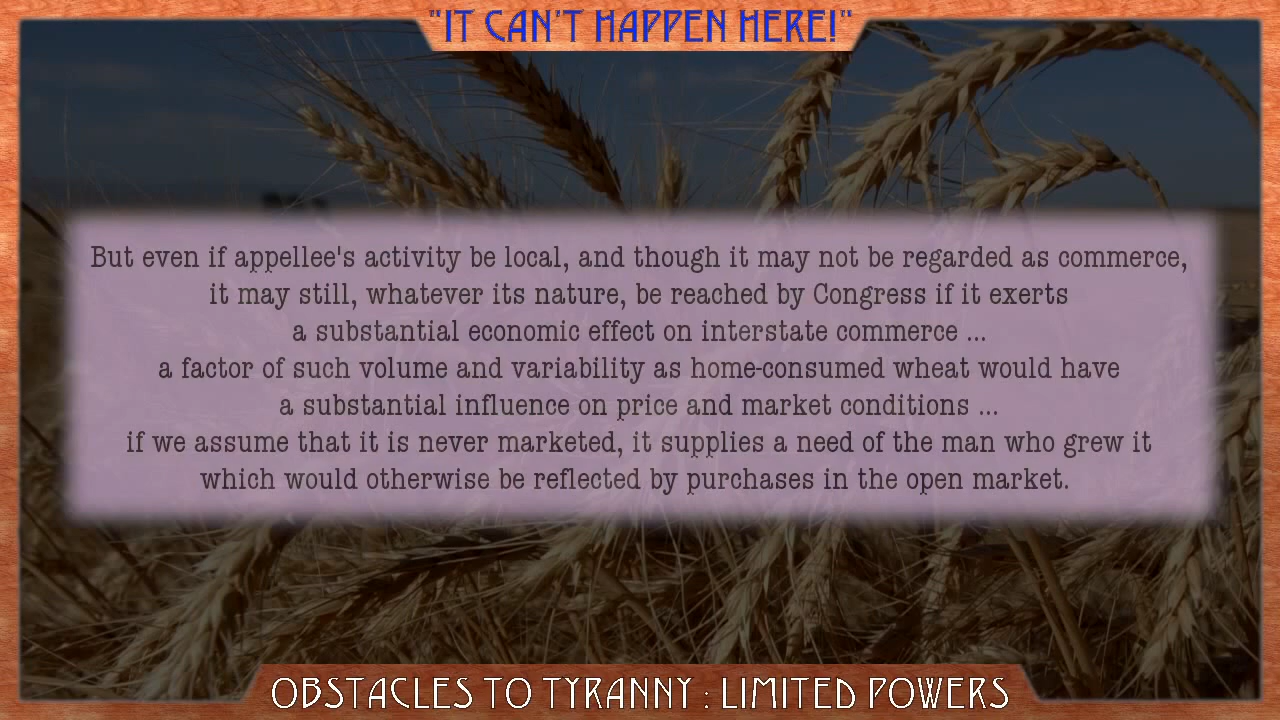 "IT CAN'T HAPPEN HERE!"
But even if appellee's activity be local, and though it may not be regarded as commerce,
it may still, whatever its nature, be reached by Congress if it exerts
a substantial economic effect on interstate commerce ...
a factor of such volume and variability as home-consumed wheat would have
a substantial influence on price and market conditions ...
if we assume that it is never marketed, it supplies a need of the man who grew it
which would otherwise be reflected by purchases in the open market.
OBSTACLES TO TYRANNY : LIMITED POWERS